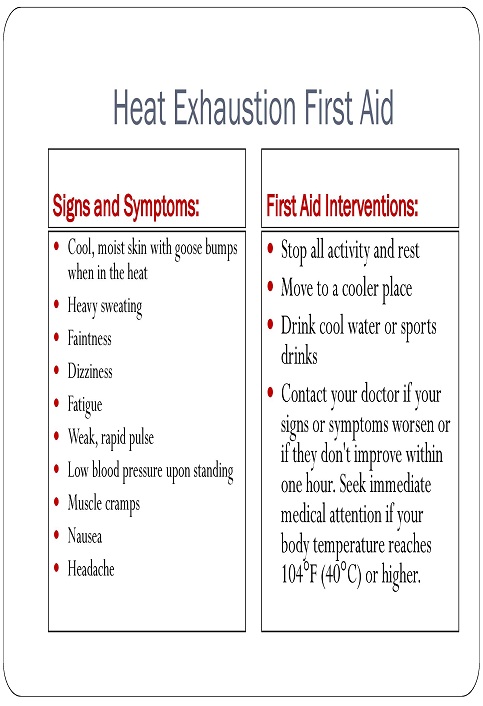 Heat Exhaustion First Aid
Signs and Symptoms:
• Cool, moist skin with goose bumps
when in the heat
• Heavy sweating
• Faintness
• Dizziness
• Fatigue
• Weak, rapid pulse
• Low blood pressure upon standing
• Muscle cramps
• Nausea
• Headache
First Aid Interventions:
• Stop all activity and rest
• Move to a cooler place
• Drink cool water or sports
drinks
• Contact your doctor if your
signs or symptoms worsen or
if they don't improve within
one hour. Seek immediate
medical attention if your
body temperature reaches
104°F (40°C) or higher.